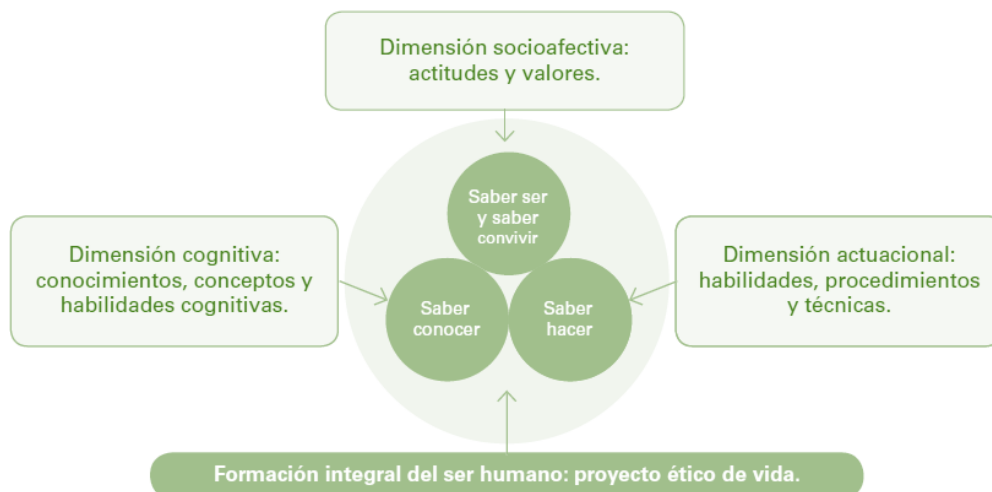 Dimensión socioafectiva:
actitudes y valores.
Saber ser
y saber
convivir
Dimensión cognitiva:
conocimientos, conceptos y
habilidades cognitivas.
Saber
conocer
Saber
hacer
Dimensión actuacional:
habilidades, procedimientos
y técnicas.
Formación integral del ser humano: proyecto ético de vida.